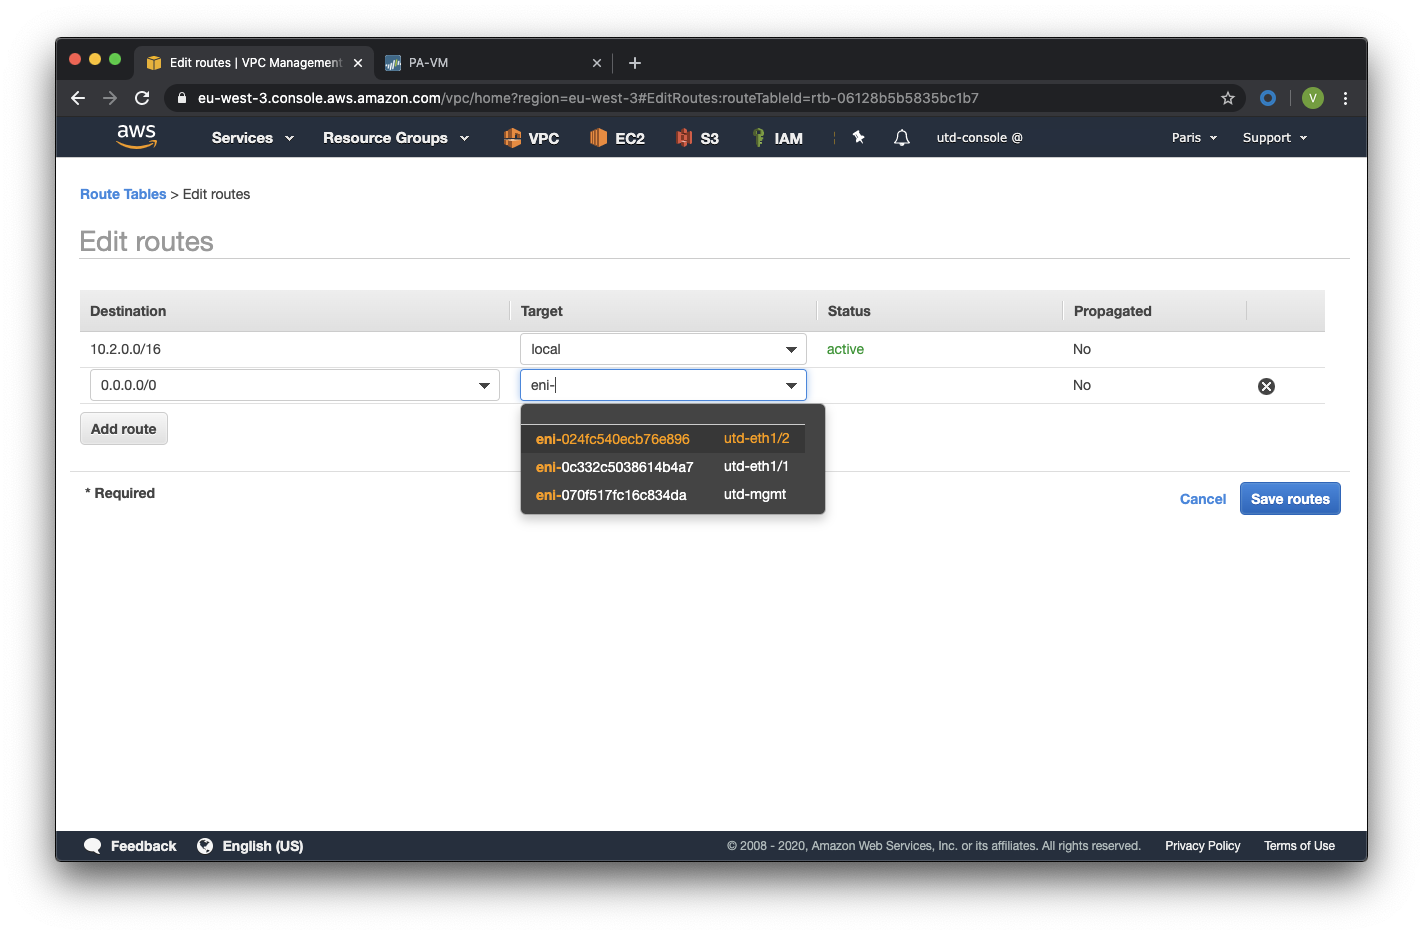 Edit routes | VPC Management
PA-VM
eu-west-3.console.aws.amazon.com/vpc/home?region=eu-west-3#EditRoutes:routeTableId=rtb-06128b5b5835bc1b7
V
aws
Services
Resource Groups
VPC
EC2
S3
IAM
utd-console @
Paris
Support
Route Tables > Edit routes
Edit routes
Destination
Target
Status
Propagated
10.2.0.0/16
local
active
No
0.0.0.0/0
eni-
No
Add route
eni-024fc540ecb76e896 utd-eth1/2
eni-0c332c5038614b4a7 utd-eth1/1
eni-070f517fc16c834da utd-mgmt
* Required
Cancel
Save routes
Feedback
English (US)
© 2008 - 2020, Amazon Web Services, Inc. or its affiliates. All rights reserved.
Privacy Policy
Terms of Use